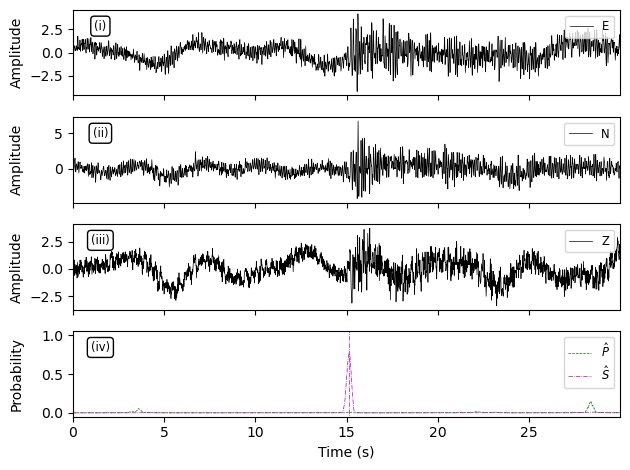 (i)
E
Amplitude
2.5
0.0
−2.5
(ii)
N
Amplitude
5
0
(iii)
Z
Amplitude
2.5
0.0
−2.5
(iv)
P̂
Ŝ
Probability
1.0
0.5
0.0
0 5 10 15 20 25
Time (s)